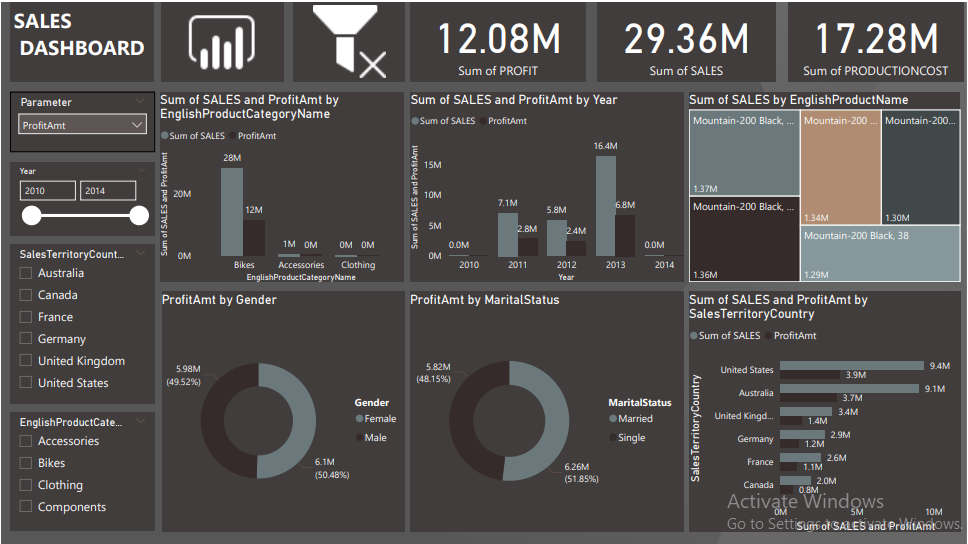 SALES
DASHBOARD
12.08M
Sum of PROFIT
29.36M
Sum of SALES
17.28M
Sum of PRODUCTIONCOST
Parameter
ProfitAmt
Year
2010
2014
SalesTerritoryCount...
Australia
Canada
France
Germany
United Kingdom
United States
EnglishProductCate...
Accessories
Bikes
Clothing
Components
Sum of SALES and ProfitAmt by
EnglishProductCategoryName
Sum of SALES
ProfitAmt
Sum of SALES and ProfitAmt
20M
0M
28M
12M
1M
0M
0M
0M
Bikes
Accessories
Clothing
EnglishProductCategoryName
Sum of SALES and ProfitAmt by Year
Sum of SALES
ProfitAmt
Sum of SALES and ProfitAmt
15M
10M
5M
0M
0.0M
7.1M
2.8M
5.8M
2.4M
16.4M
6.8M
0.0M
2010
2011
2012
2013
2014
Year
Sum of SALES by EnglishProductName
Mountain-200 Black, ...
1.37M
Mountain-200 Black, ...
1.36M
Mountain-200 ...
1.34M
Mountain-200...
1.30M
Mountain-200 Black, 38
1.29M
ProfitAmt by Gender
5.98M
(49.52%)
6.1M
(50.48%)
Gender
Female
Male
ProfitAmt by MaritalStatus
5.82M
(48.15%)
6.26M
(51.85%)
MaritalStatus
Married
Single
Sum of SALES and ProfitAmt by
SalesTerritoryCountry
Sum of SALES
ProfitAmt
SalesTerritoryCountry
United States
9.4M
3.9M
Australia
9.1M
3.7M
United Kingd...
3.4M
1.4M
Germany
2.9M
1.2M
France
2.6M
1.1M
Canada
2.0M
0.8M
0M
5M
10M
Sum of SALES and ProfitAmt
Activate Windows
Go to Settings to activate Windows.